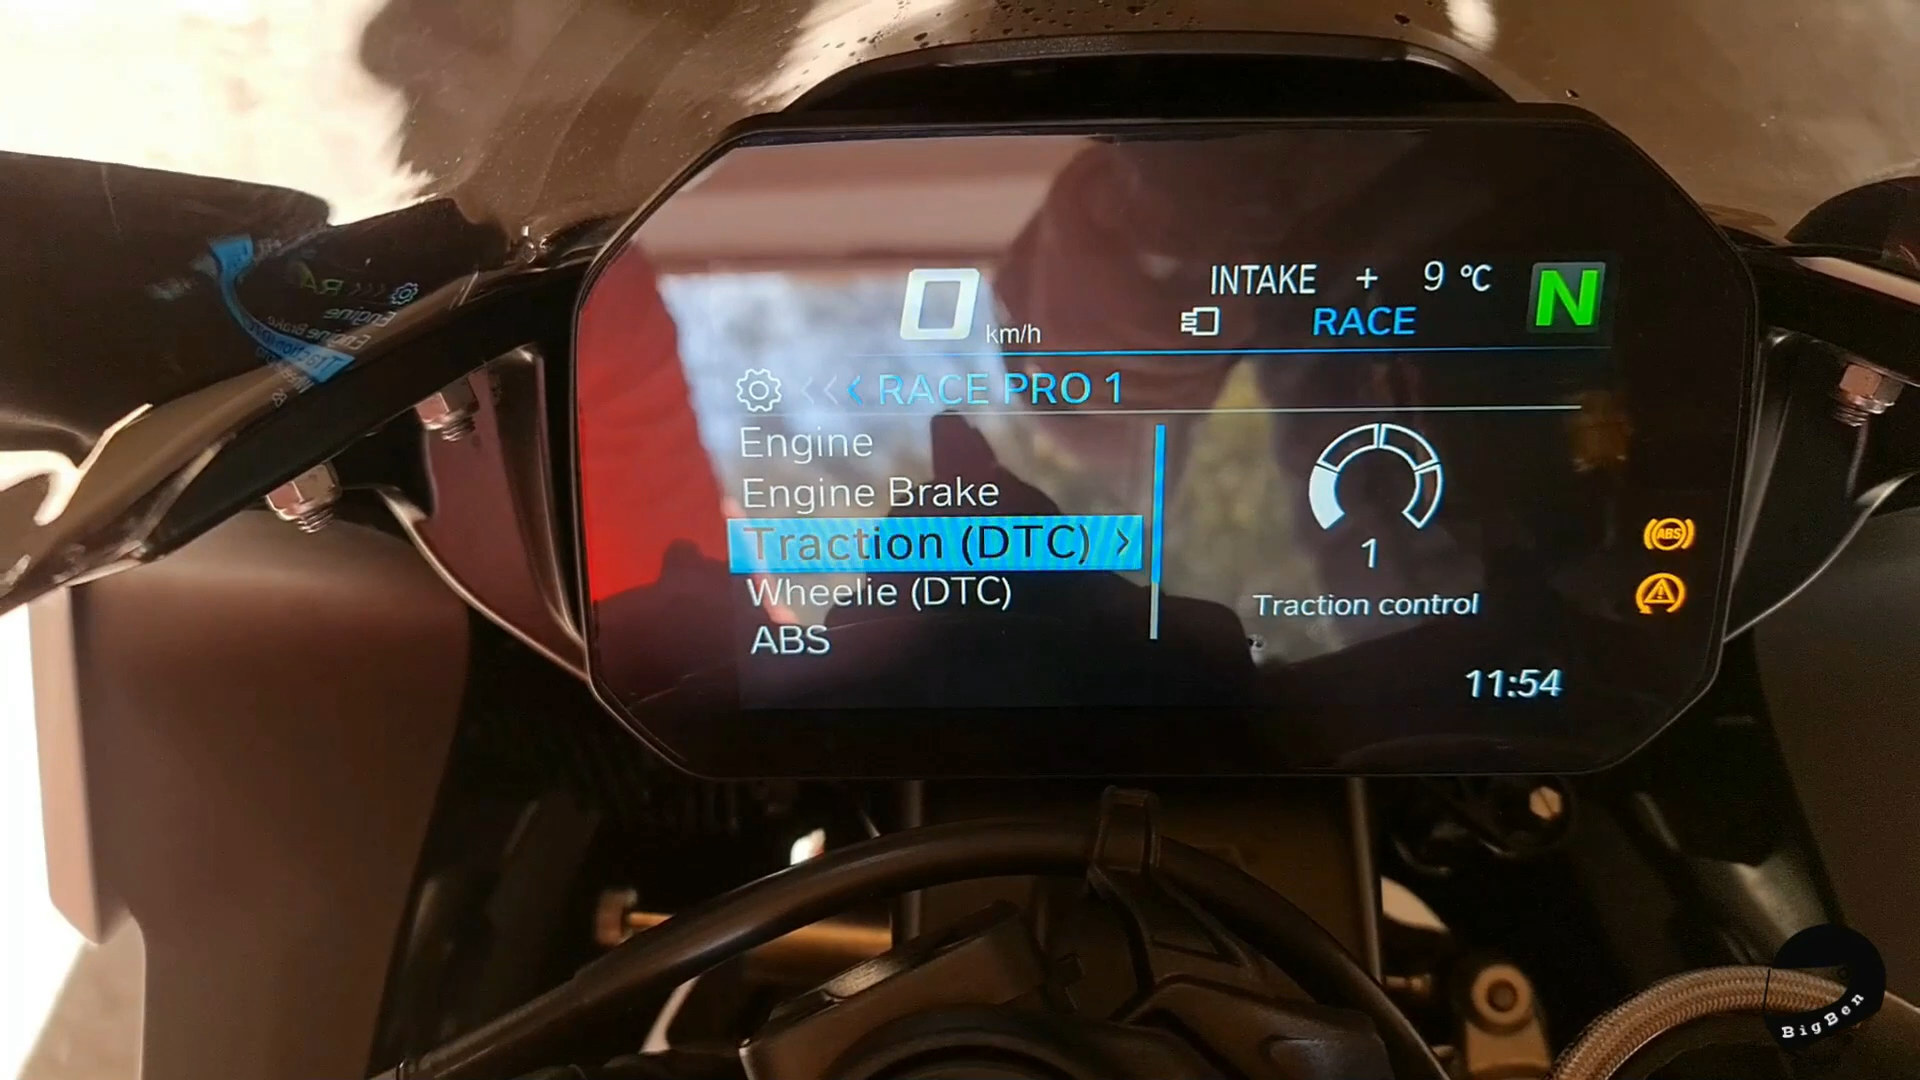 0 km/h
INTAKE + 9 °C
RACE
N
RACE PRO 1
Engine
Engine Brake
Traction (DTC)
Wheelie (DTC)
ABS
1
Traction control
ABS
11:54
BigBen